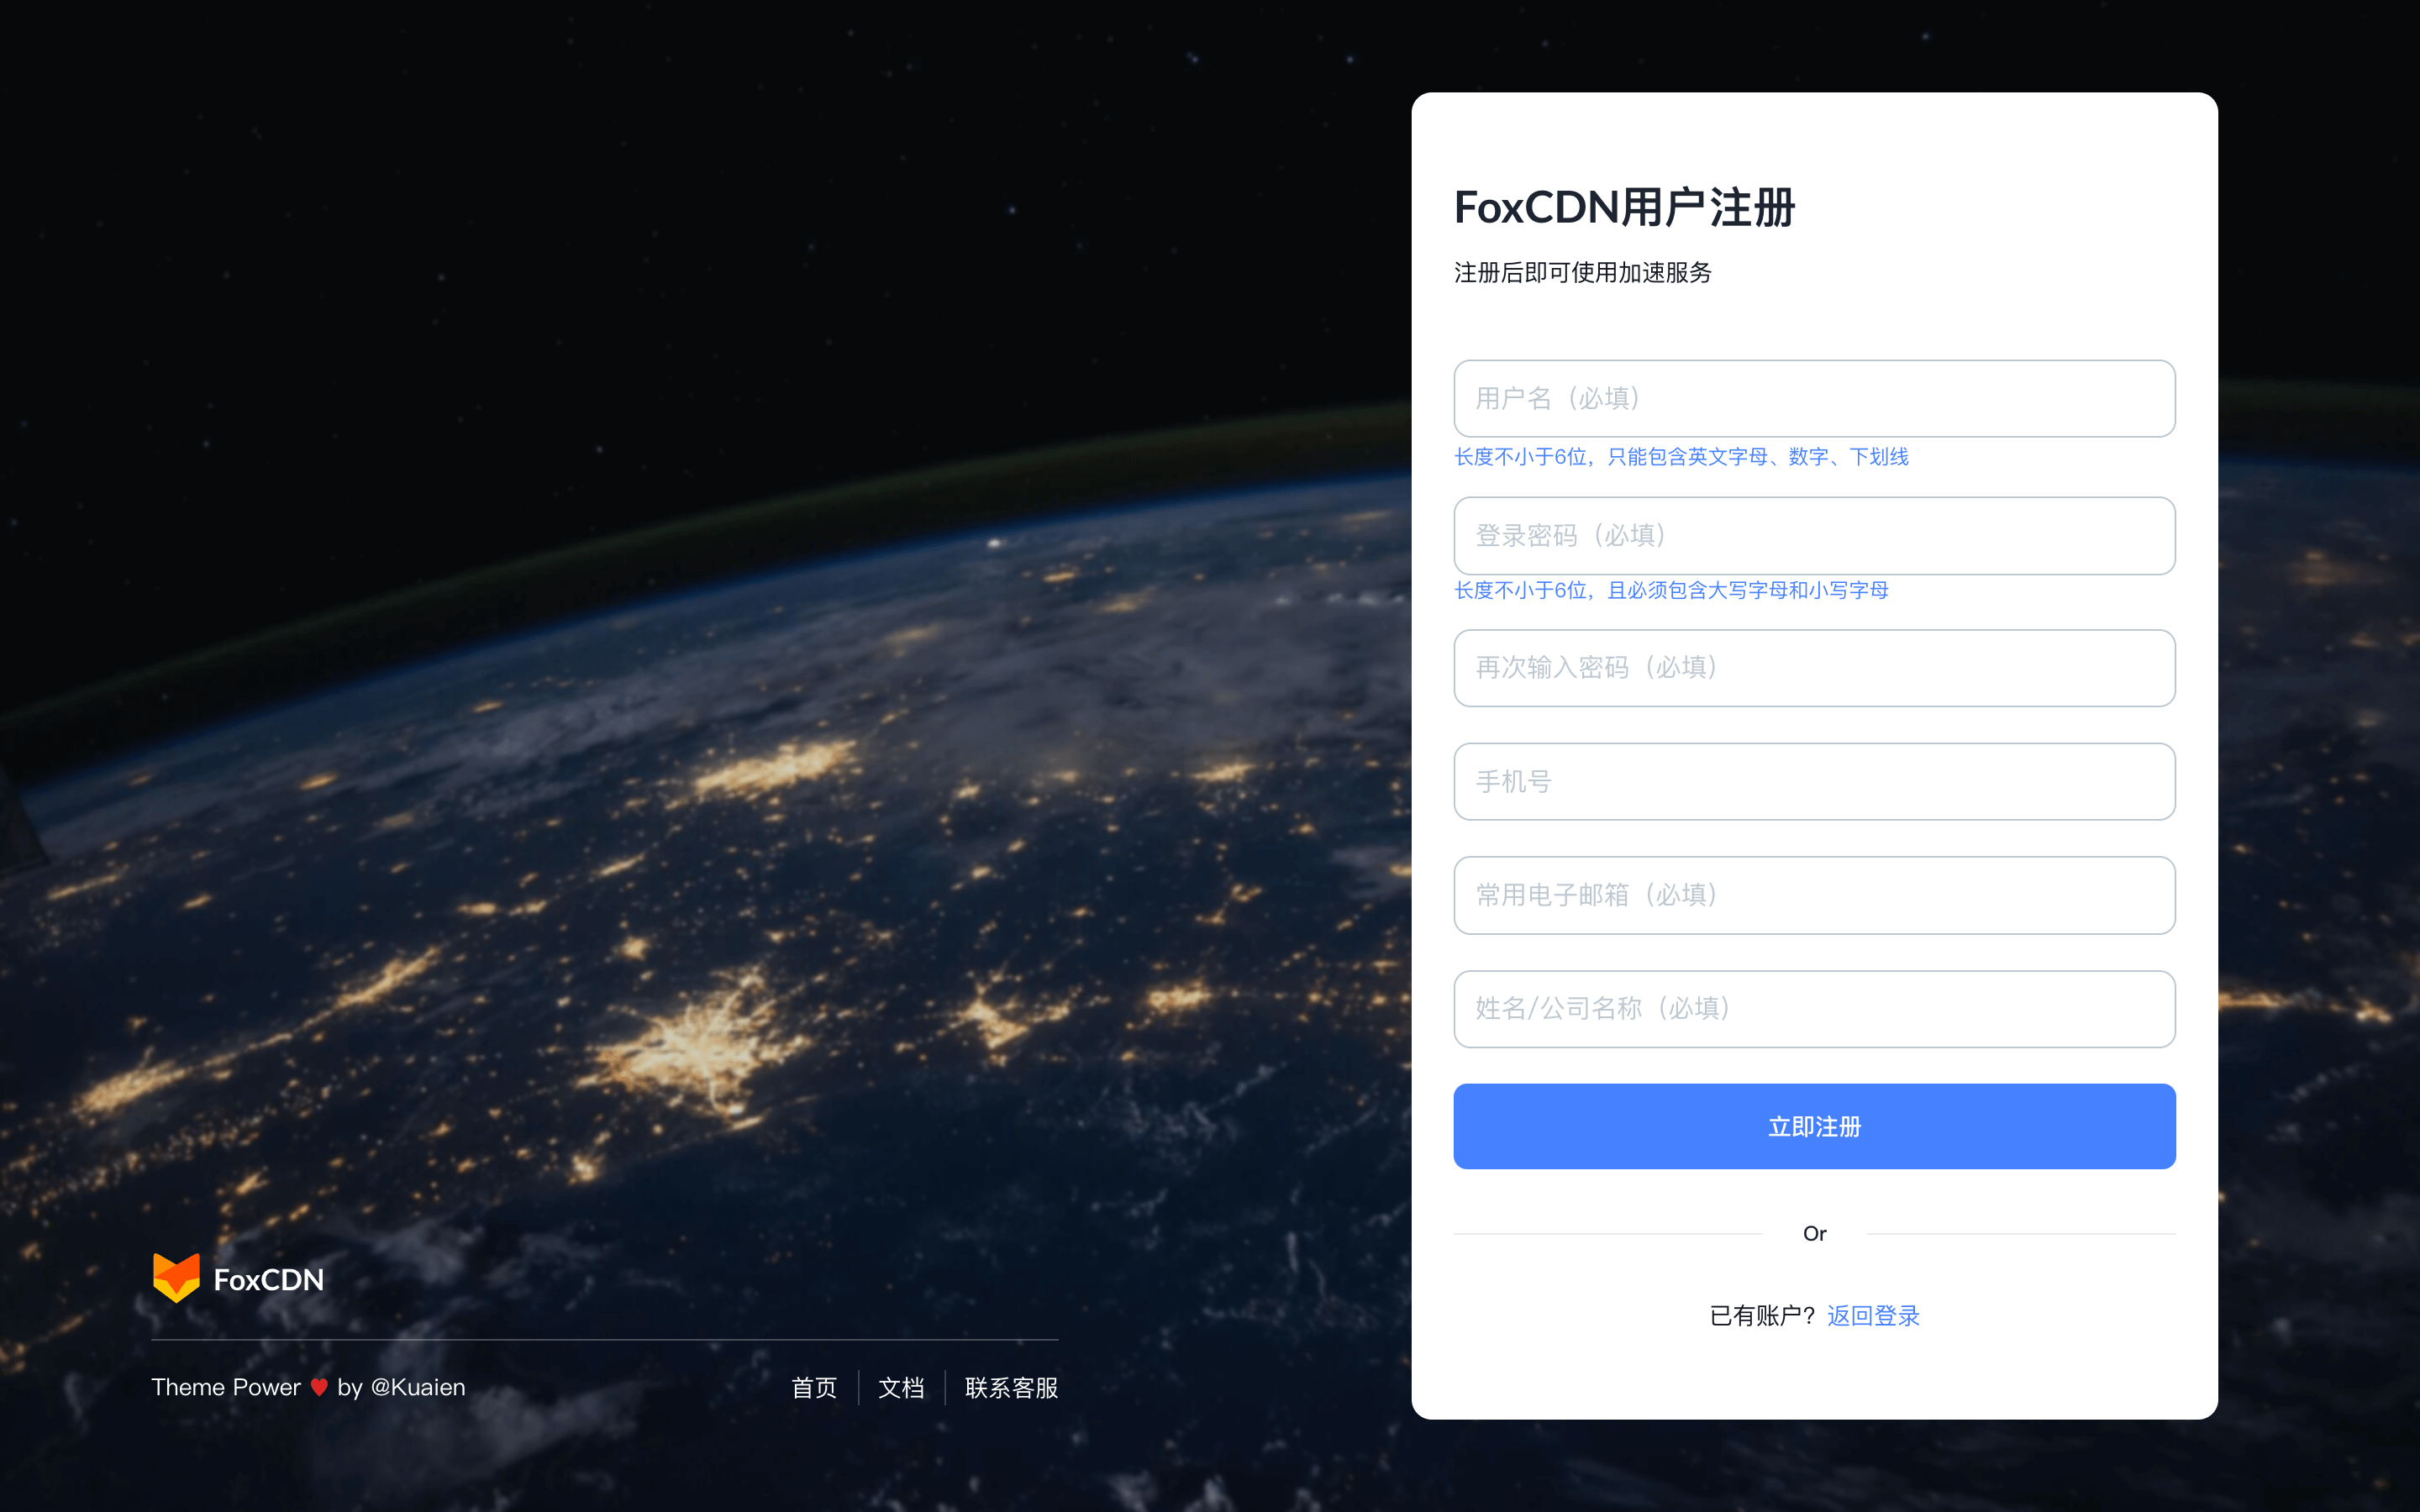 FoxCDN用户注册
注册后即可使用加速服务
用户名（必填）
长度不小于6位，只能包含英文字母、数字、下划线
登录密码（必填）
长度不小于6位，且必须包含大写字母和小写字母
再次输入密码（必填）
手机号
常用电子邮箱（必填）
姓名/公司名称（必填）
立即注册
Or
已有账户？返回登录
FoxCDN
Theme Power ♥ by @Kuaien
首页 文档 联系客服